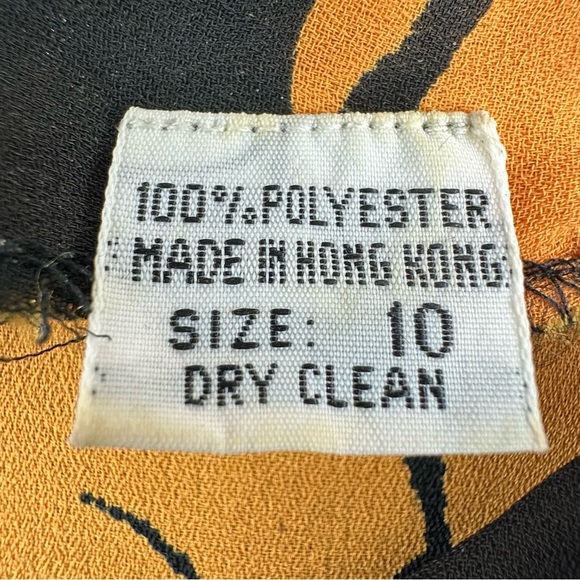 100% POLYESTER
MADE IN HONG KONG
SIZE: 10
DRY CLEAN